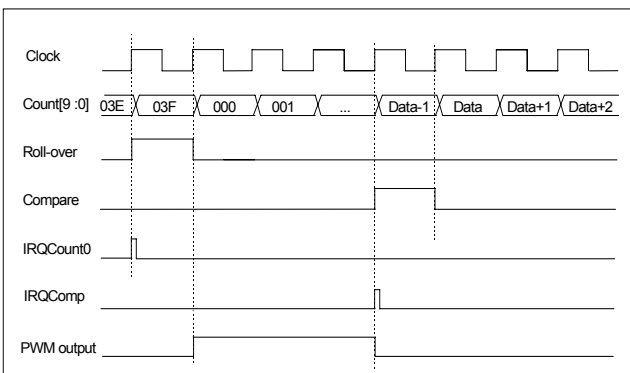 Clock
Count[9 :0] 03E 03F 000 001 ... Data-1 Data Data+1 Data+2
Roll-over
Compare
IRQCount0
IRQComp
PWM output